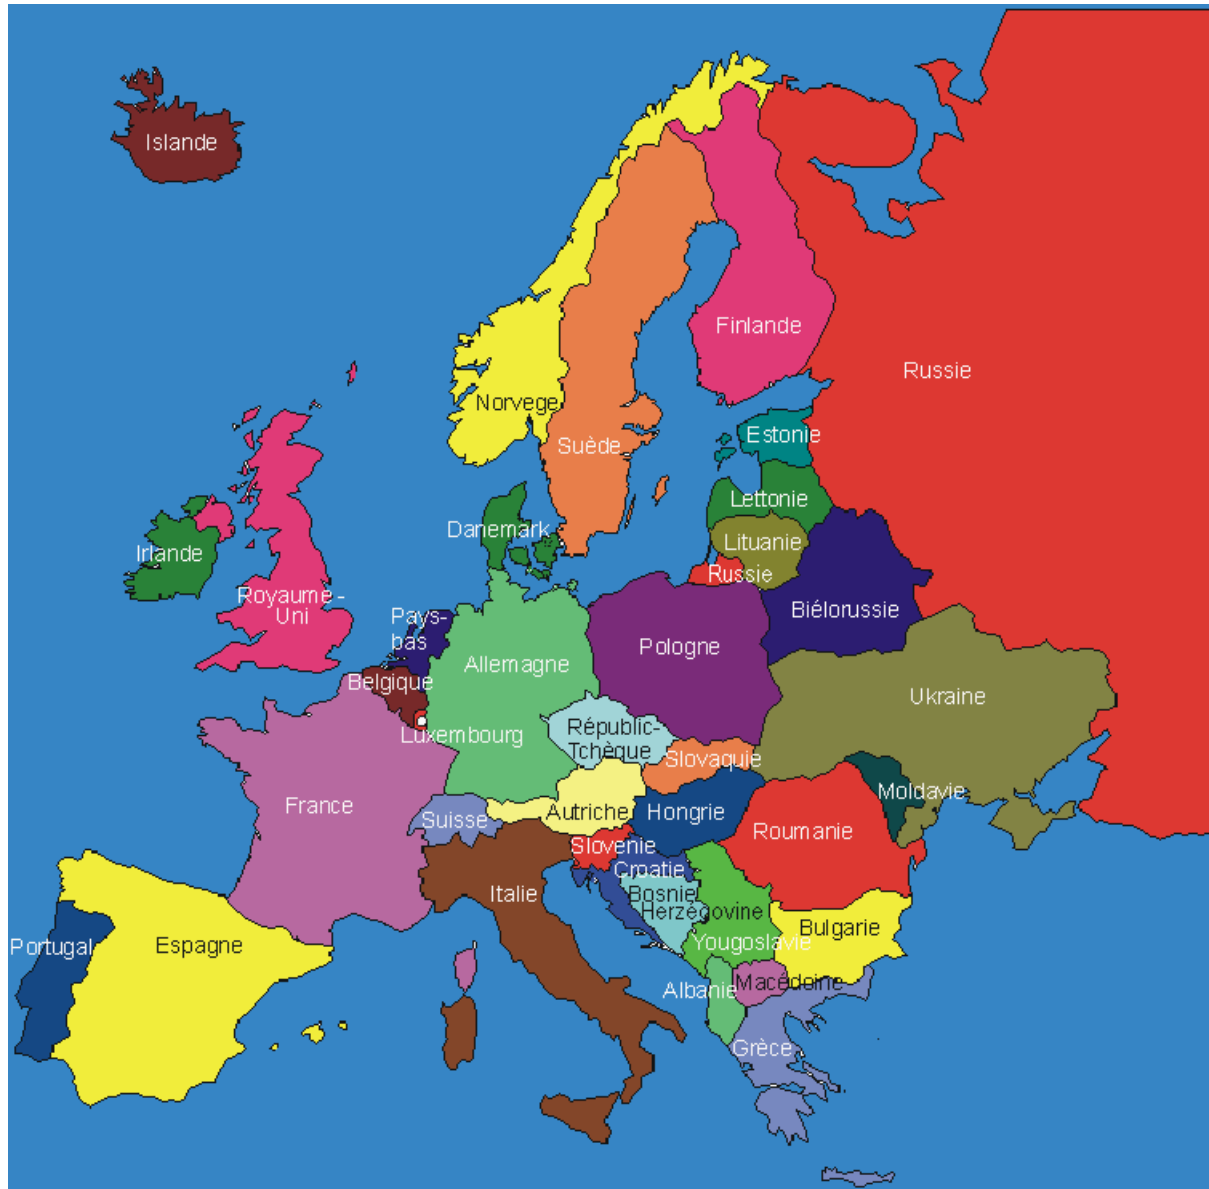 Islande
Finlande
Russie
Norvege
Suède
Estonie
Lettonie
Danemark
Lituanie
Irlande
Russie
Royaume-
Uni
Biélorussie
Pays-
bas
Pologne
Allemagne
Belgique
Ukraine
Luxembourg
Républic-
Tchèque
Slovaquie
Moldavie
France
Suisse
Autriche
Hongrie
Roumanie
Slovenie
Croatie
Italie
Bosnie
Herzégovine
Bulgarie
Portugal
Espagne
Yougoslavie
Macédoine
Albanie
Grèce